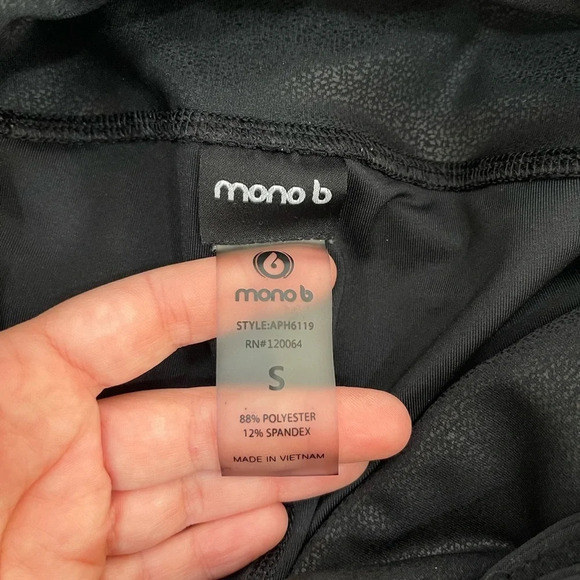 mono b
mono b
STYLE:APH6119
RN#120064
S
88% POLYESTER
12% SPANDEX
MADE IN VIETNAM